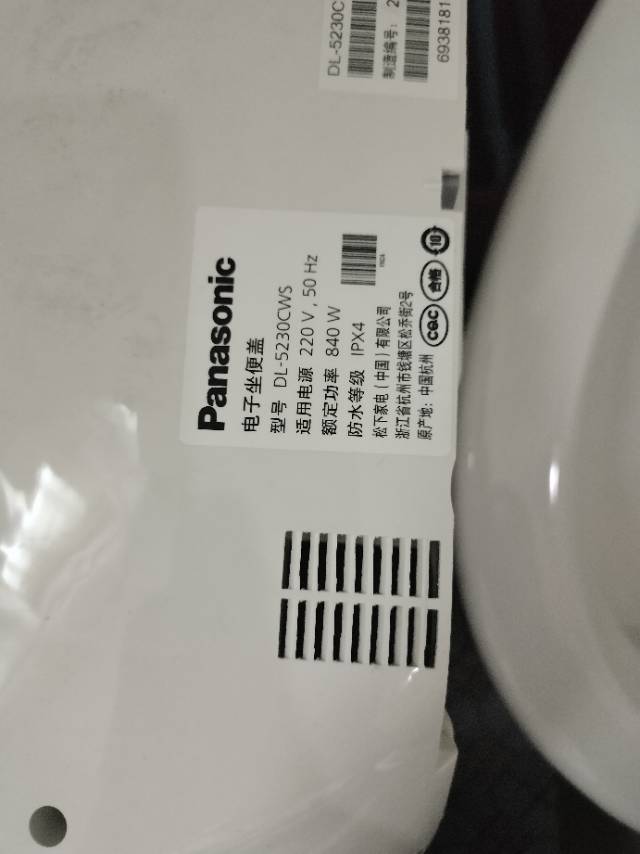 DL-5230C
制造编号: 2
6938181
Panasonic
电子坐便盖
型号 DL-5230CWS
适用电源 220 V , 50 Hz
额定功率 840 W
防水等级 IPX4
松下家电（中国）有限公司
浙江省杭州市钱塘区松乔街2号
原产地: 中国杭州
CQC
合格
10